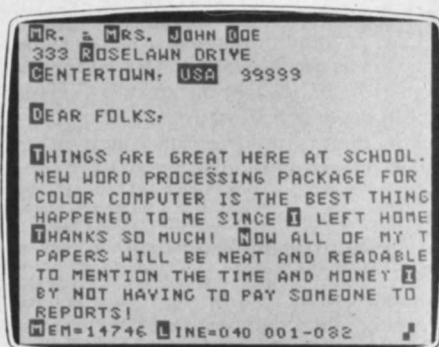 MR. & MRS. JOHN DOE
333 ROSELAWN DRIVE
CENTERTOWN, USA 99999
DEAR FOLKS,
THINGS ARE GREAT HERE AT SCHOOL.
NEW WORD PROCESSING PACKAGE FOR
COLOR COMPUTER IS THE BEST THING
HAPPENED TO ME SINCE I LEFT HOME
THANKS SO MUCH! NOW ALL OF MY T
PAPERS WILL BE NEAT AND READABLE
TO MENTION THE TIME AND MONEY I
BY NOT HAVING TO PAY SOMEONE TO
REPORTS!
MEM=14746 LINE=040 001-032